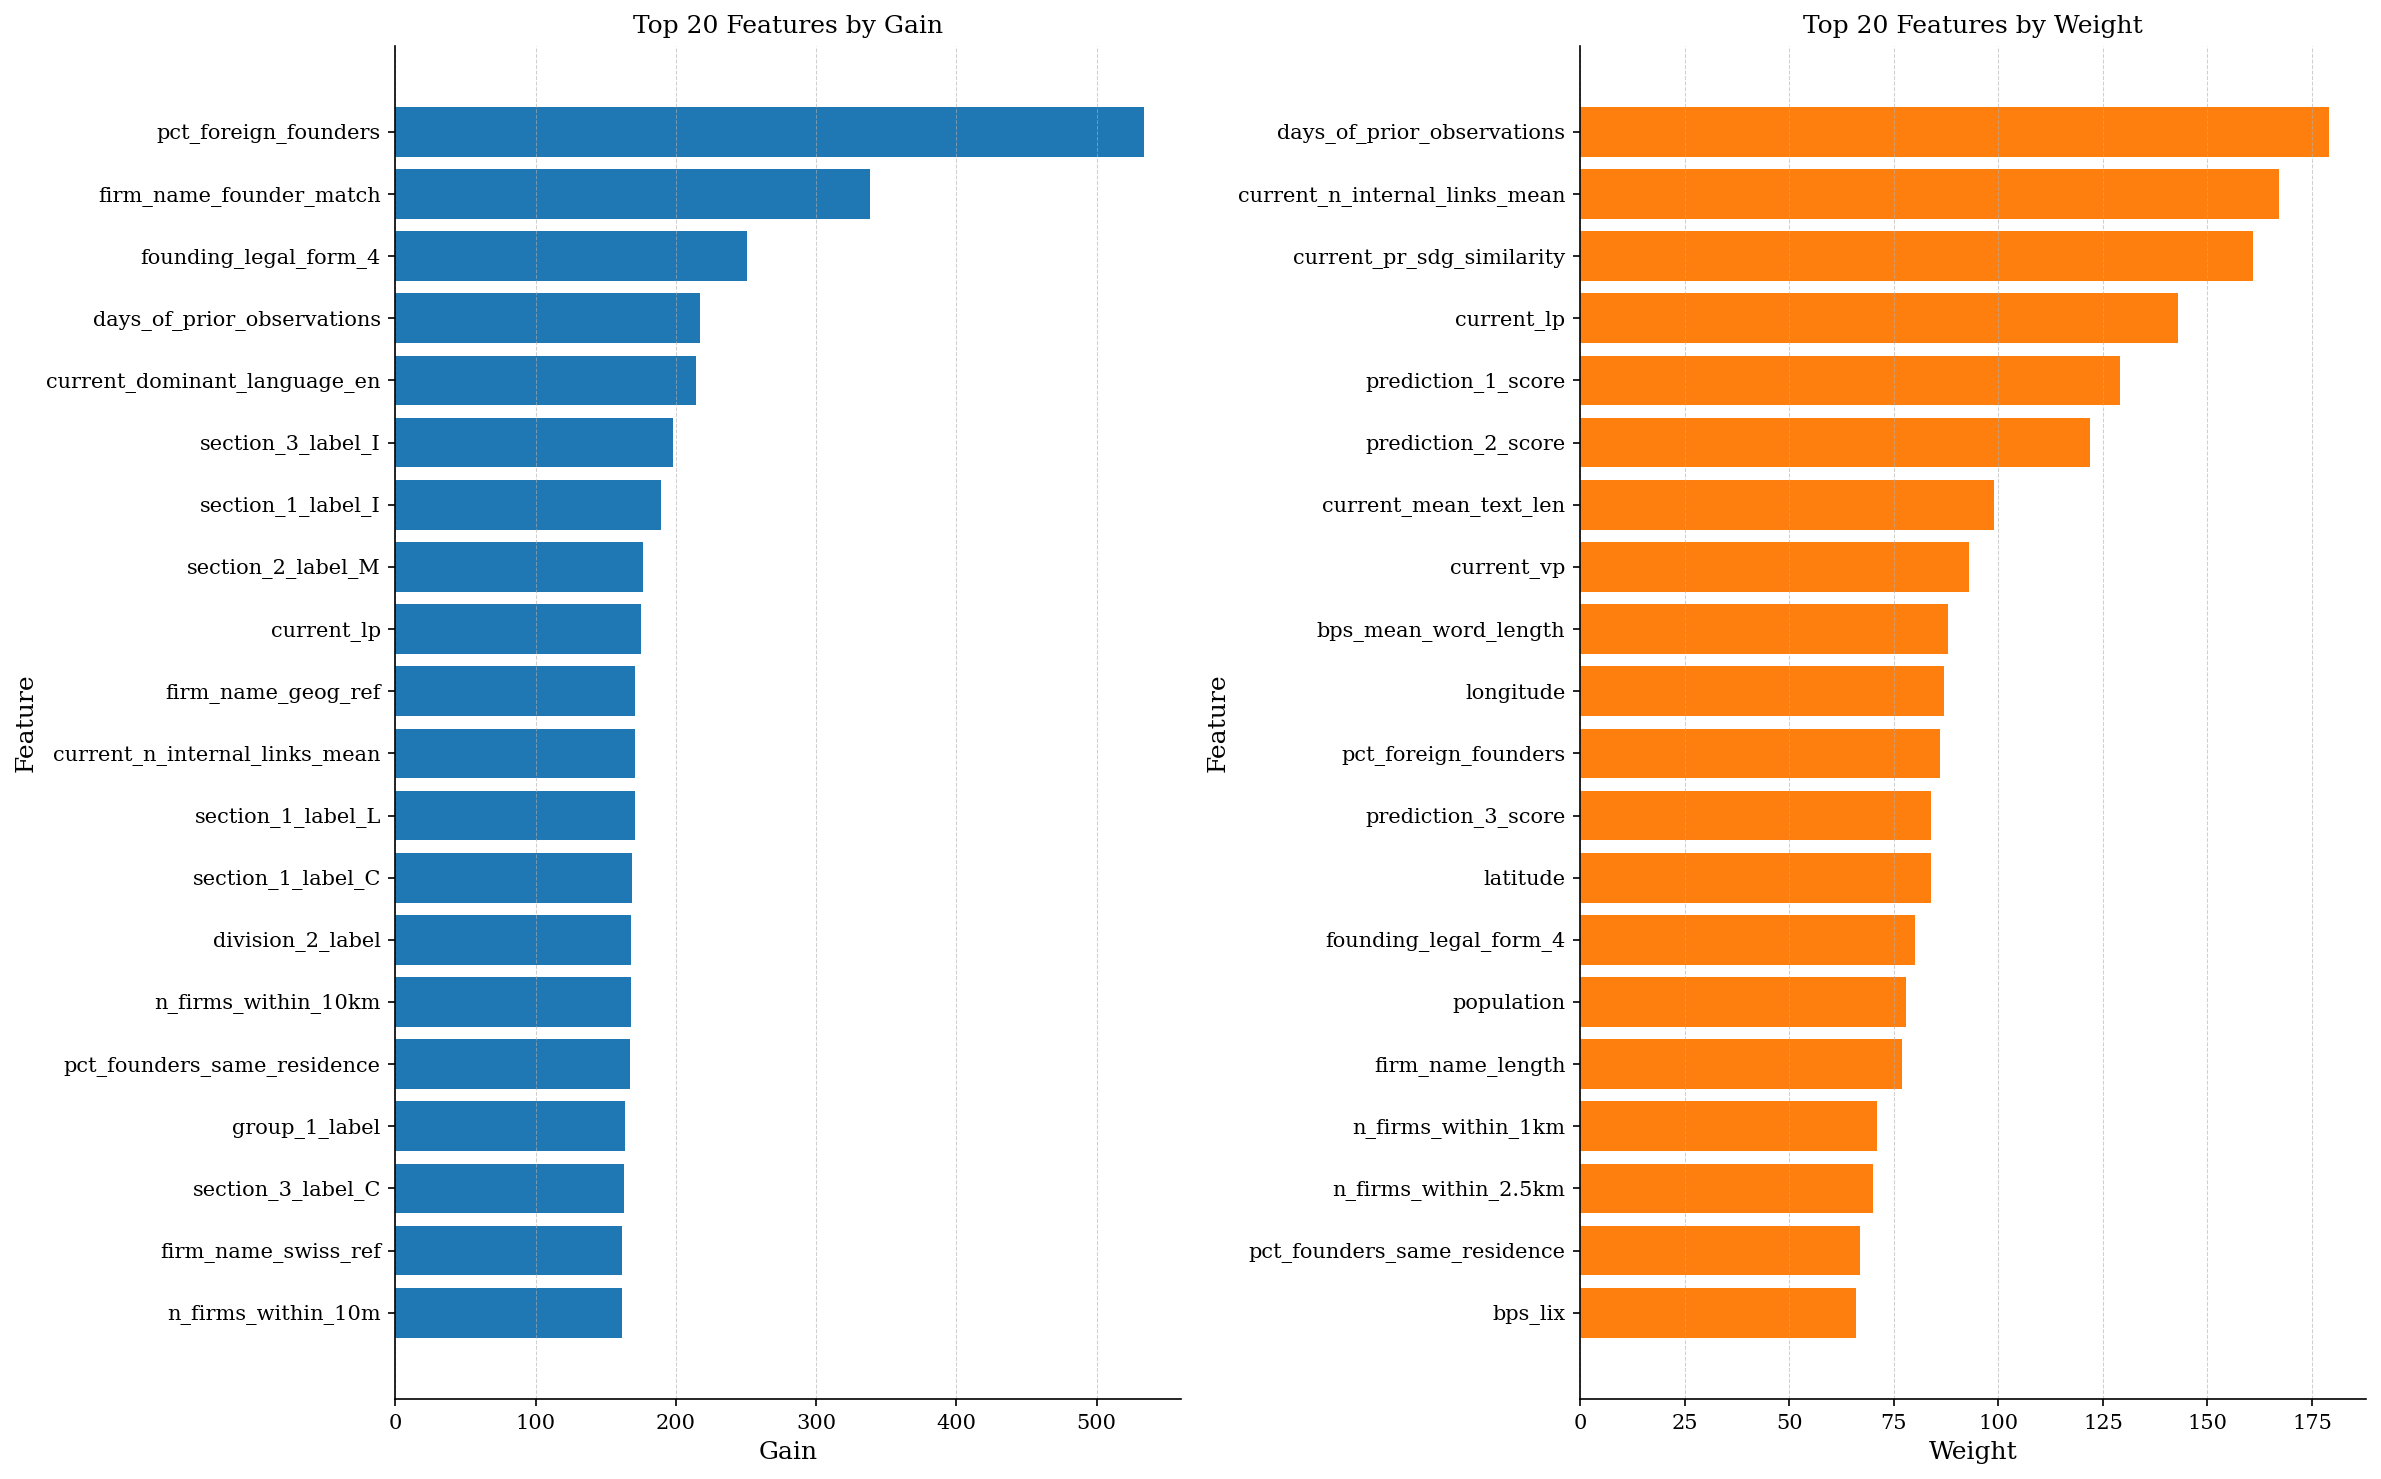 Top 20 Features by Gain
pct_foreign_founders
firm_name_founder_match
founding_legal_form_4
days_of_prior_observations
current_dominant_language_en
section_3_label_I
section_1_label_I
section_2_label_M
current_lp
firm_name_geog_ref
current_n_internal_links_mean
section_1_label_L
section_1_label_C
division_2_label
n_firms_within_10km
pct_founders_same_residence
group_1_label
section_3_label_C
firm_name_swiss_ref
n_firms_within_10m
Feature
0 100 200 300 400 500
Gain
Top 20 Features by Weight
days_of_prior_observations
current_n_internal_links_mean
current_pr_sdg_similarity
current_lp
prediction_1_score
prediction_2_score
current_mean_text_len
current_vp
bps_mean_word_length
longitude
pct_foreign_founders
prediction_3_score
latitude
founding_legal_form_4
population
firm_name_length
n_firms_within_1km
n_firms_within_2.5km
pct_founders_same_residence
bps_lix
Feature
0 25 50 75 100 125 150 175
Weight